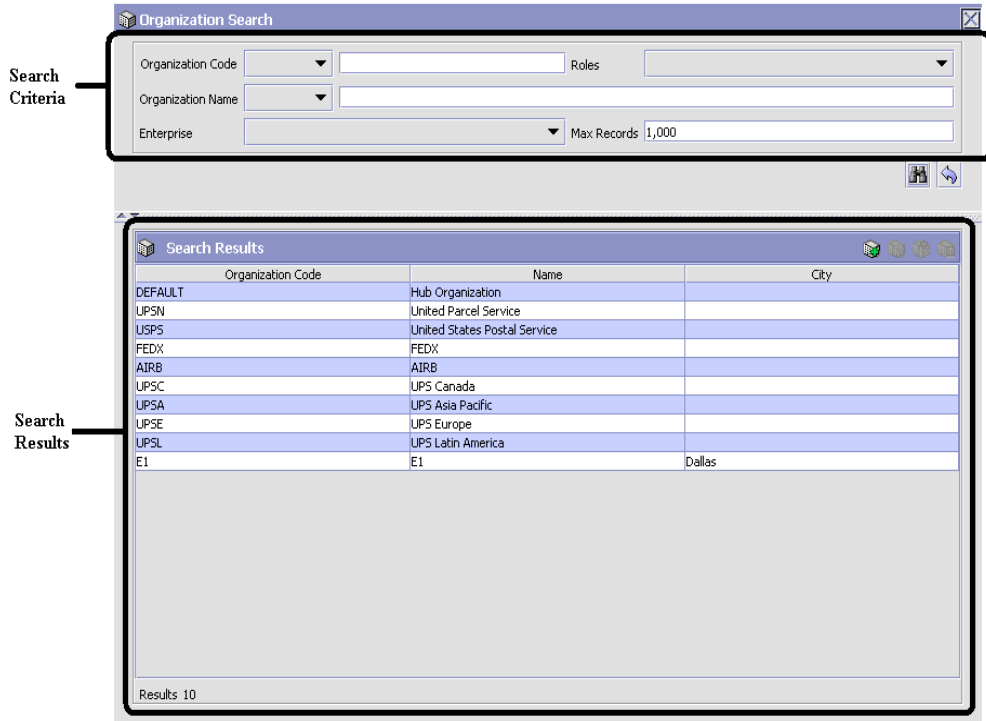 Organization Search
Search
Criteria
Organization Code Roles
Organization Name
Enterprise Max Records 1,000
Search Results
Organization Code Name City
DEFAULT Hub Organization
UPSN United Parcel Service
USPS United States Postal Service
FEDX FEDX
AIRB AIRB
UPSC UPS Canada
UPSA UPS Asia Pacific
UPSE UPS Europe
UPSL UPS Latin America
E1 E1 Dallas
Search
Results
Results 10